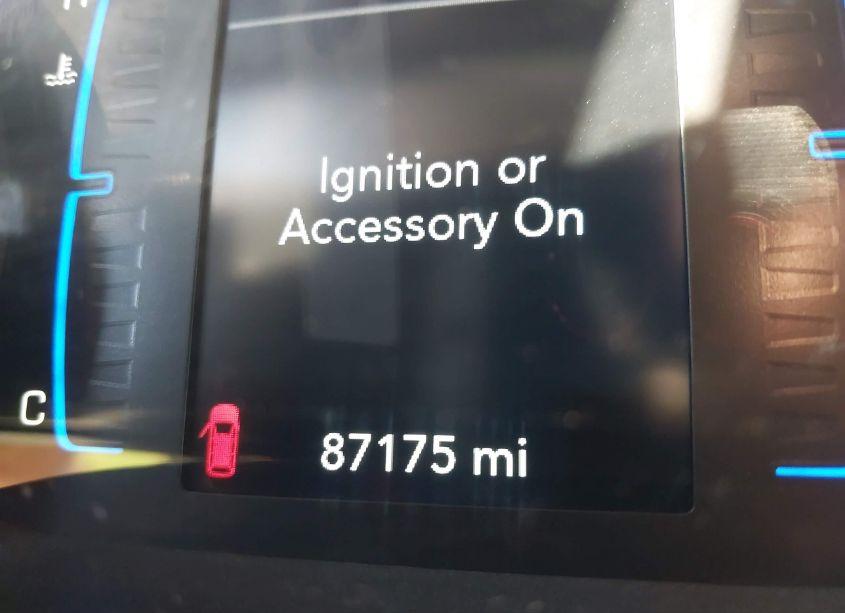 Ignition or
Accessory On
C
87175 mi